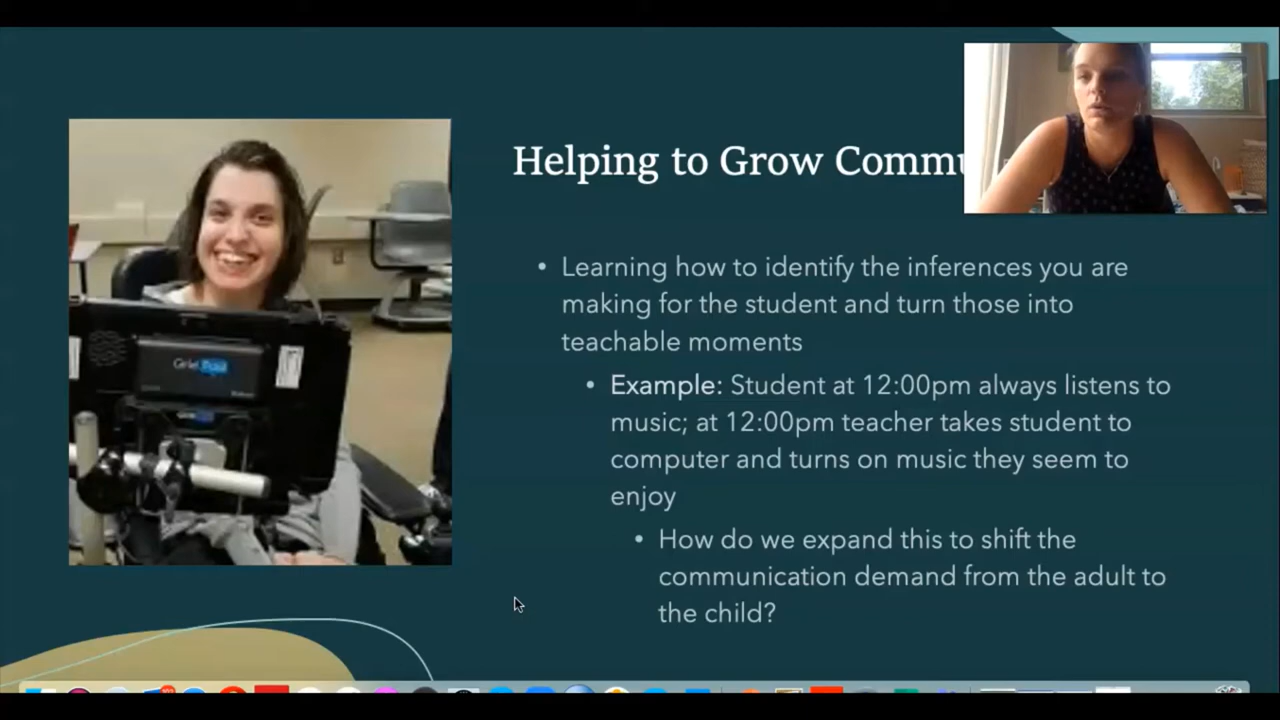 Helping to Grow Commu
• Learning how to identify the inferences you are
making for the student and turn those into
teachable moments
• Example: Student at 12:00pm always listens to
music; at 12:00pm teacher takes student to
computer and turns on music they seem to
enjoy
• How do we expand this to shift the
communication demand from the adult to
the child?